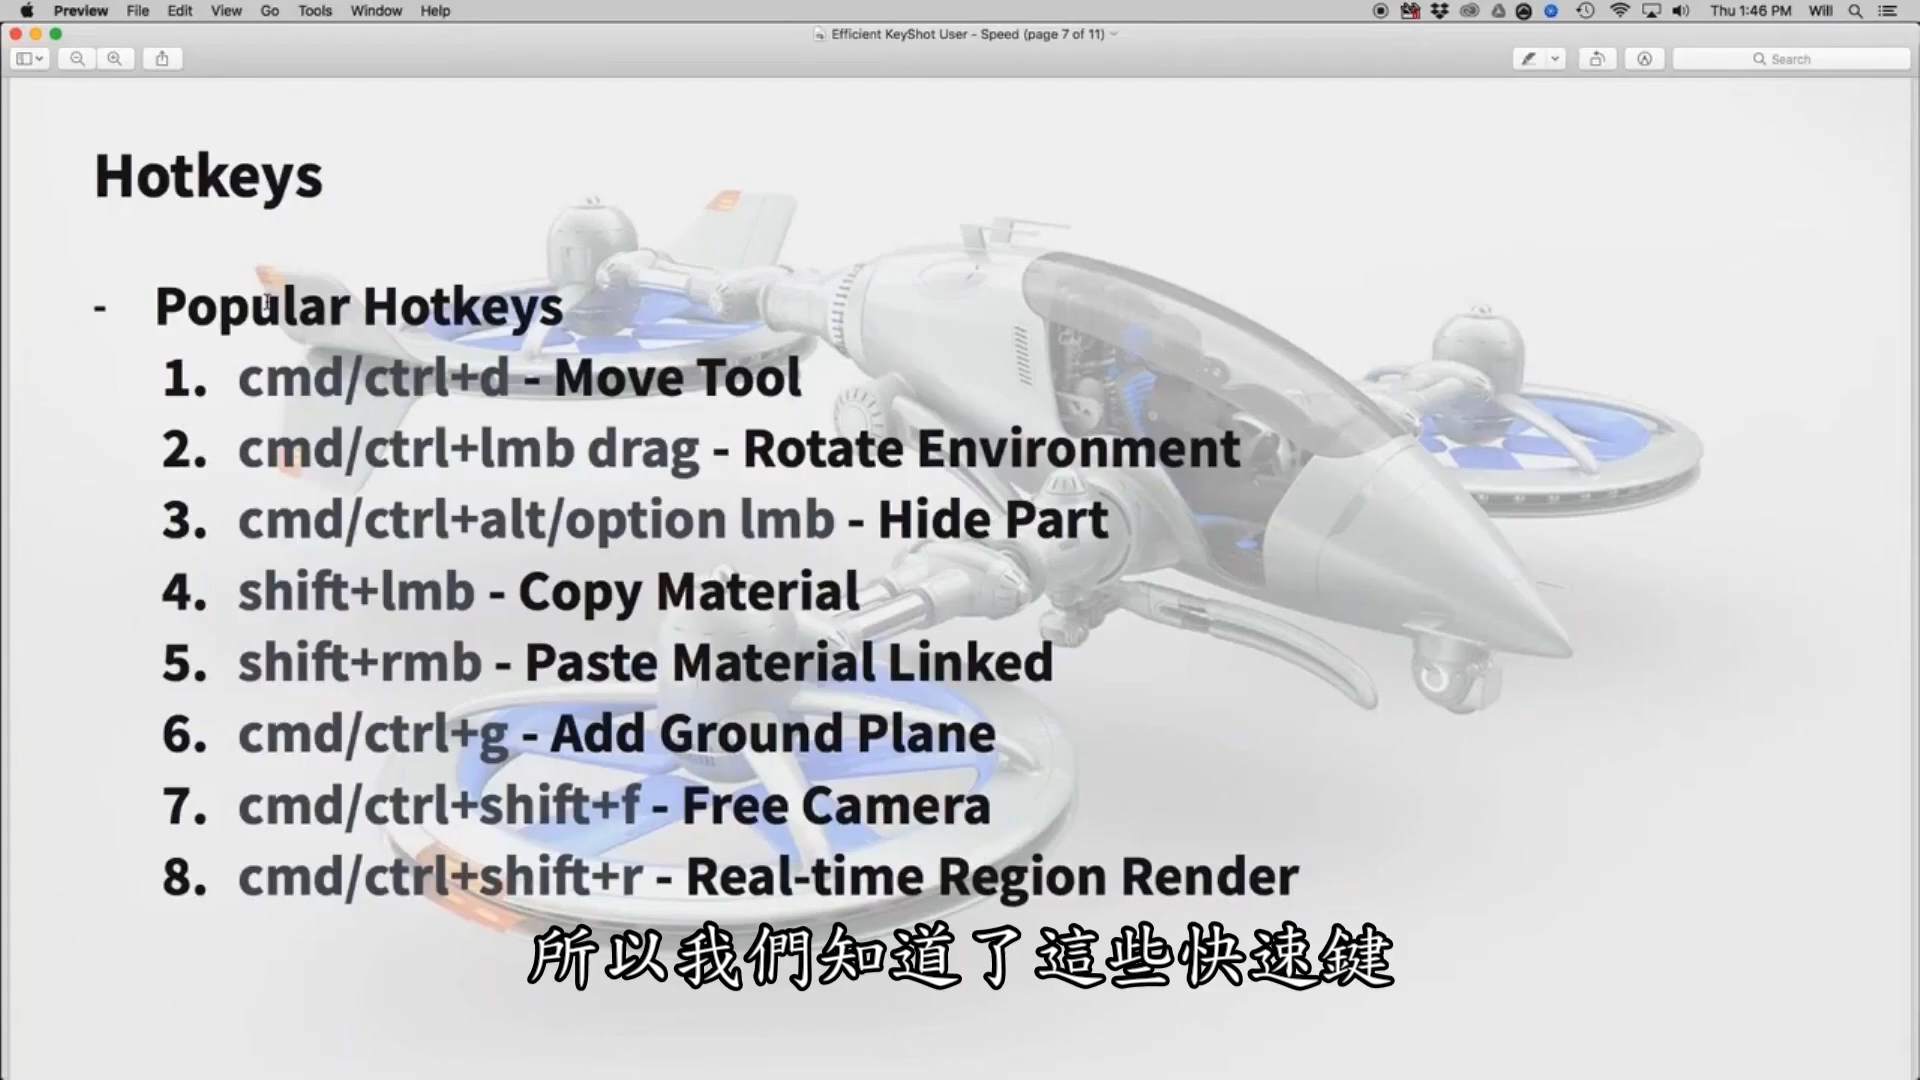 Preview File Edit View Go Tools Window Help Thu 1:46 PM Will
Efficient KeyShot User - Speed (page 7 of 11)
Search
Hotkeys
- Popular Hotkeys
1. cmd/ctrl+d - Move Tool
2. cmd/ctrl+lmb drag - Rotate Environment
3. cmd/ctrl+alt/option lmb - Hide Part
4. shift+lmb - Copy Material
5. shift+rmb - Paste Material Linked
6. cmd/ctrl+g - Add Ground Plane
7. cmd/ctrl+shift+f - Free Camera
8. cmd/ctrl+shift+r - Real-time Region Render
所以我們知道了這些快速鍵